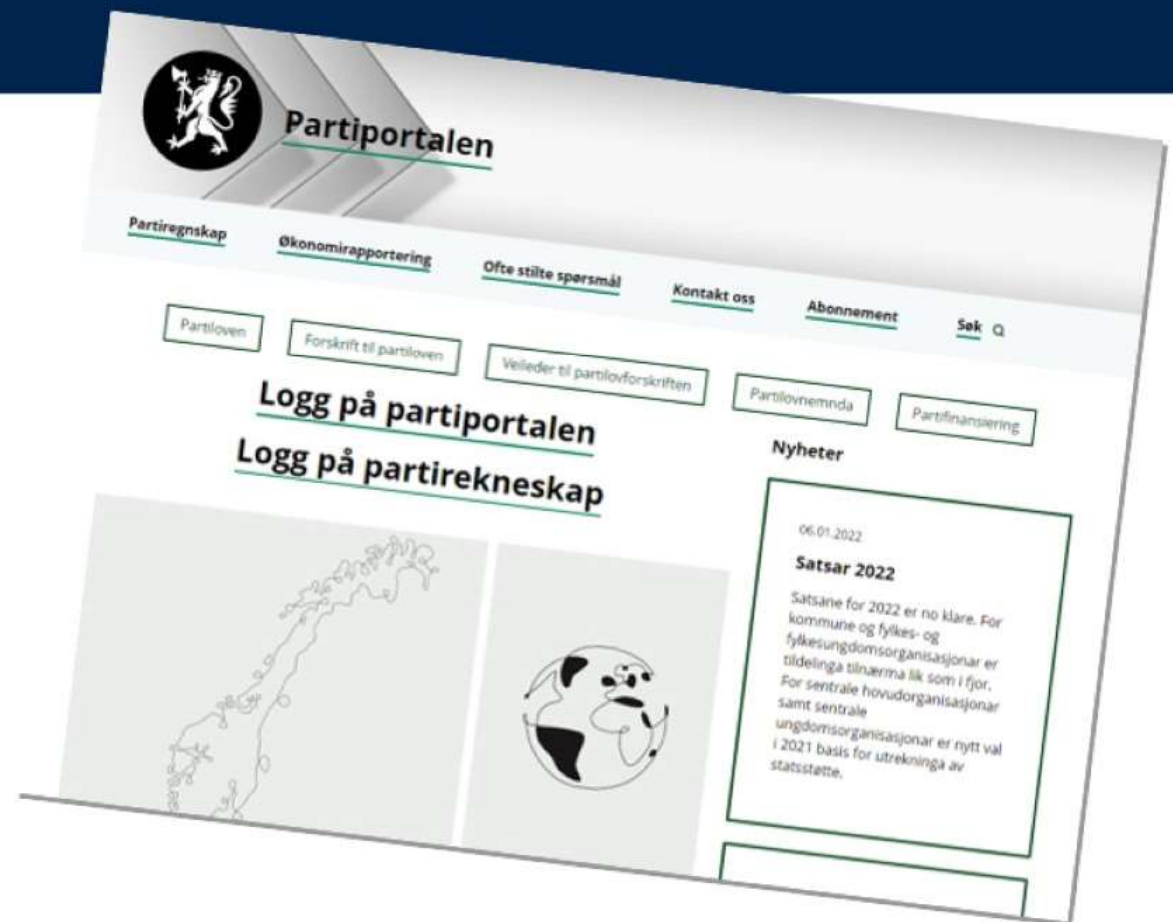 Partiportalen
Partiregnskap
Økonomirapportering
Ofte stilte spørsmål
Kontakt oss
Abonnement
Søk
Partiloven
Forskrift til partiloven
Veileder til partilovforskriften
Partilovnemnda
Partifinansiering
Logg på partiportalen
Logg på partirekneskap
Nyheter
06.01.2022
Satsar 2022
Satsane for 2022 er no klare. For
kommune og fylkes- og
fylkesungdomsorganisasjonar er
tildelinga tilnærma lik som i fjor.
For sentrale hovudorganisasjonar
samt sentrale
ungdomsorganisasjonar er nytt val
i 2021 basis for utrekninga av
statsstøtte.